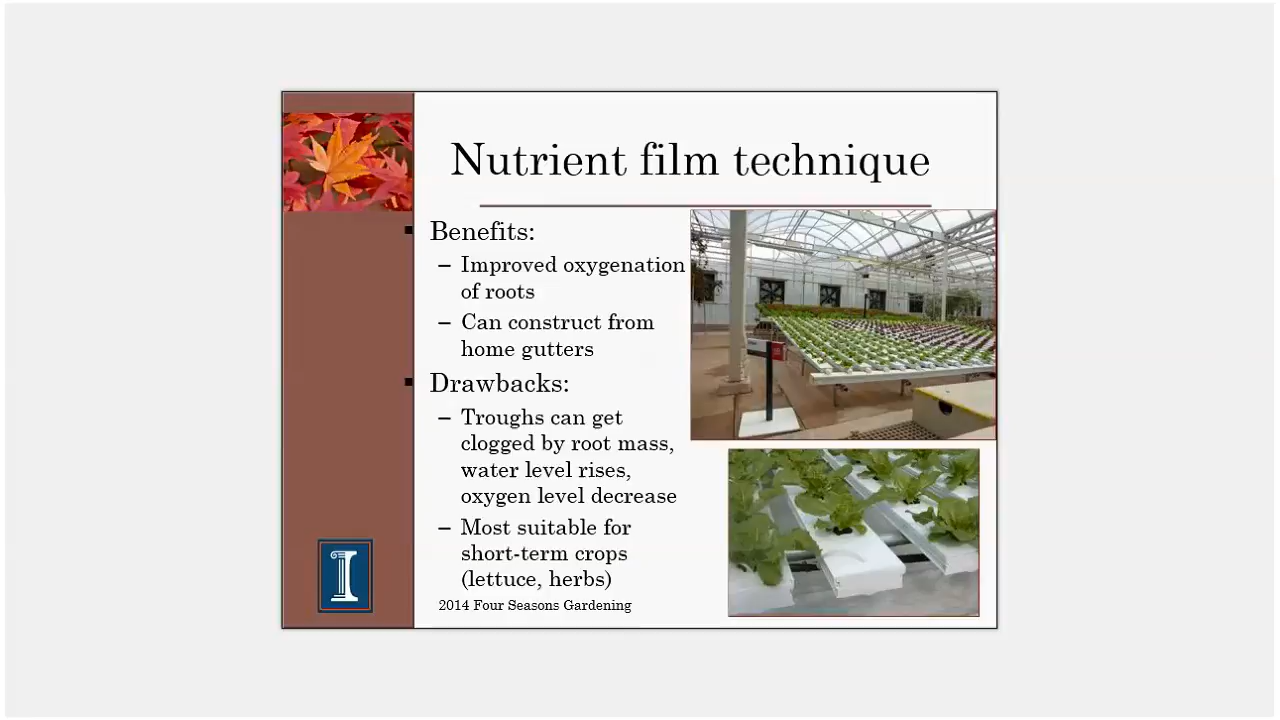 Nutrient film technique
Benefits:
– Improved oxygenation
of roots
– Can construct from
home gutters
Drawbacks:
– Troughs can get
clogged by root mass,
water level rises,
oxygen level decrease
– Most suitable for
short-term crops
(lettuce, herbs)
2014 Four Seasons Gardening
I